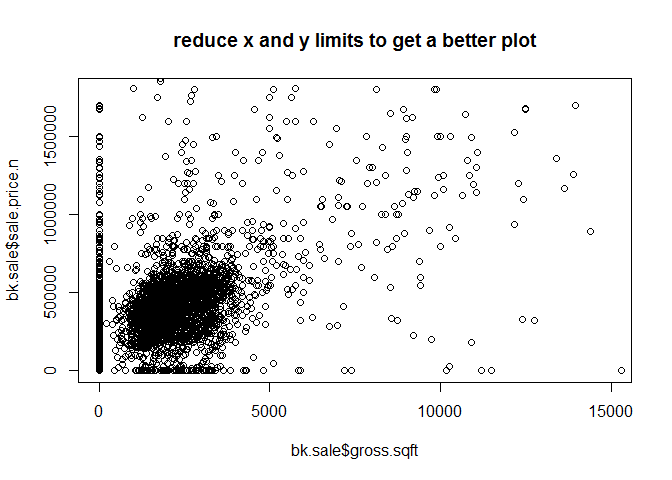 reduce x and y limits to get a better plot
bk.sale$sale.price.n
1500000
1000000
500000
0
0 5000 10000 15000
bk.sale$gross.sqft